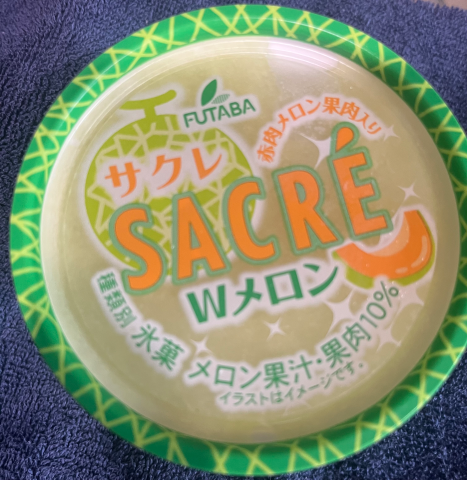 FUTABA
赤肉メロン果肉入り
サクレ
SACRÉ
Wメロン
種類別 氷菓 メロン果汁・果肉10%
イラストはイメージです。